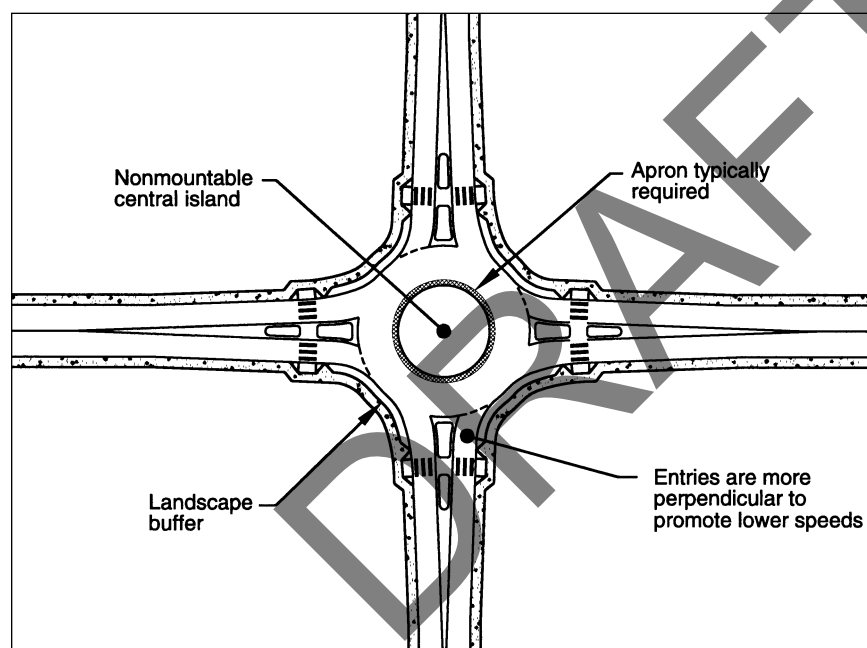 Nonmountable
central island
Apron typically
required
Landscape
buffer
Entries are more
perpendicular to
promote lower speeds
DRAFT